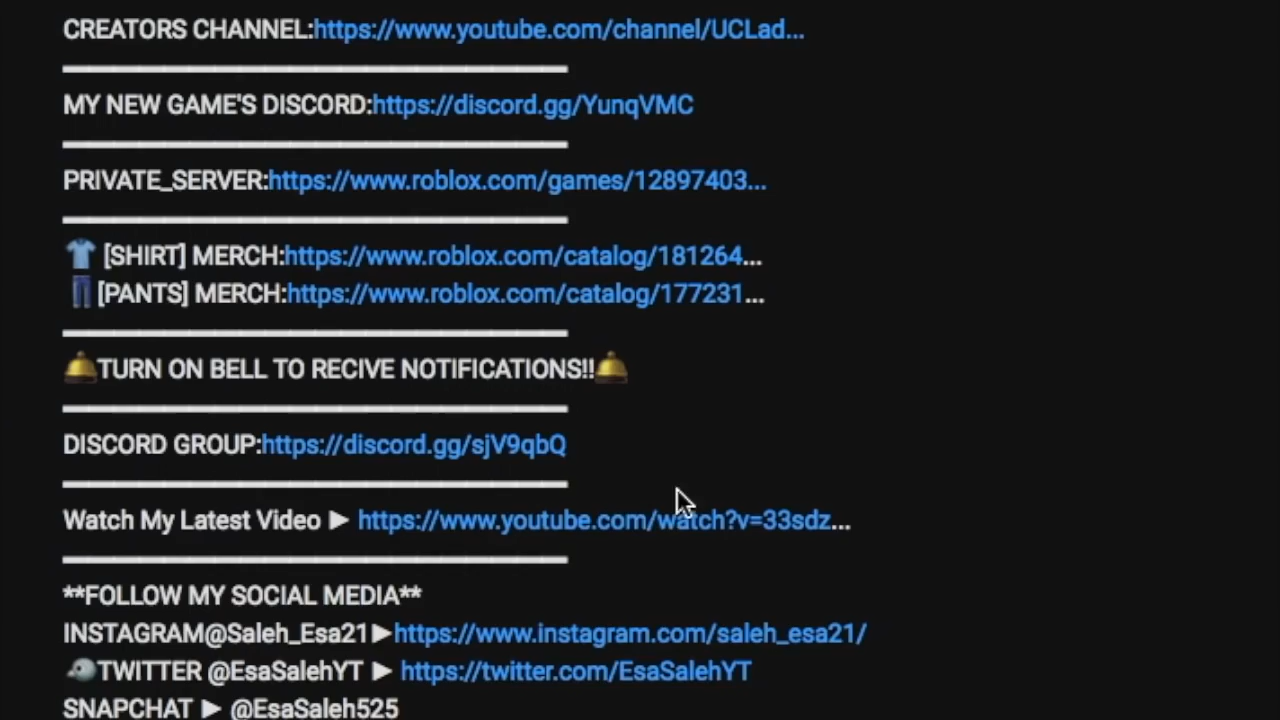 CREATORS CHANNEL:https://www.youtube.com/channel/UCLad...
MY NEW GAME'S DISCORD:https://discord.gg/YunqVMC
PRIVATE_SERVER:https://www.roblox.com/games/12897403...
👕 [SHIRT] MERCH:https://www.roblox.com/catalog/181264...
👖[PANTS] MERCH:https://www.roblox.com/catalog/177231...
🛎TURN ON BELL TO RECIVE NOTIFICATIONS!!🛎
DISCORD GROUP:https://discord.gg/sjV9qbQ
Watch My Latest Video ▶ https://www.youtube.com/watch?v=33sdz...
**FOLLOW MY SOCIAL MEDIA**
INSTAGRAM@Saleh_Esa21▶https://www.instagram.com/saleh_esa21/
🐦TWITTER @EsaSalehYT ▶ https://twitter.com/EsaSalehYT
SNAPCHAT ▶ @EsaSaleh525